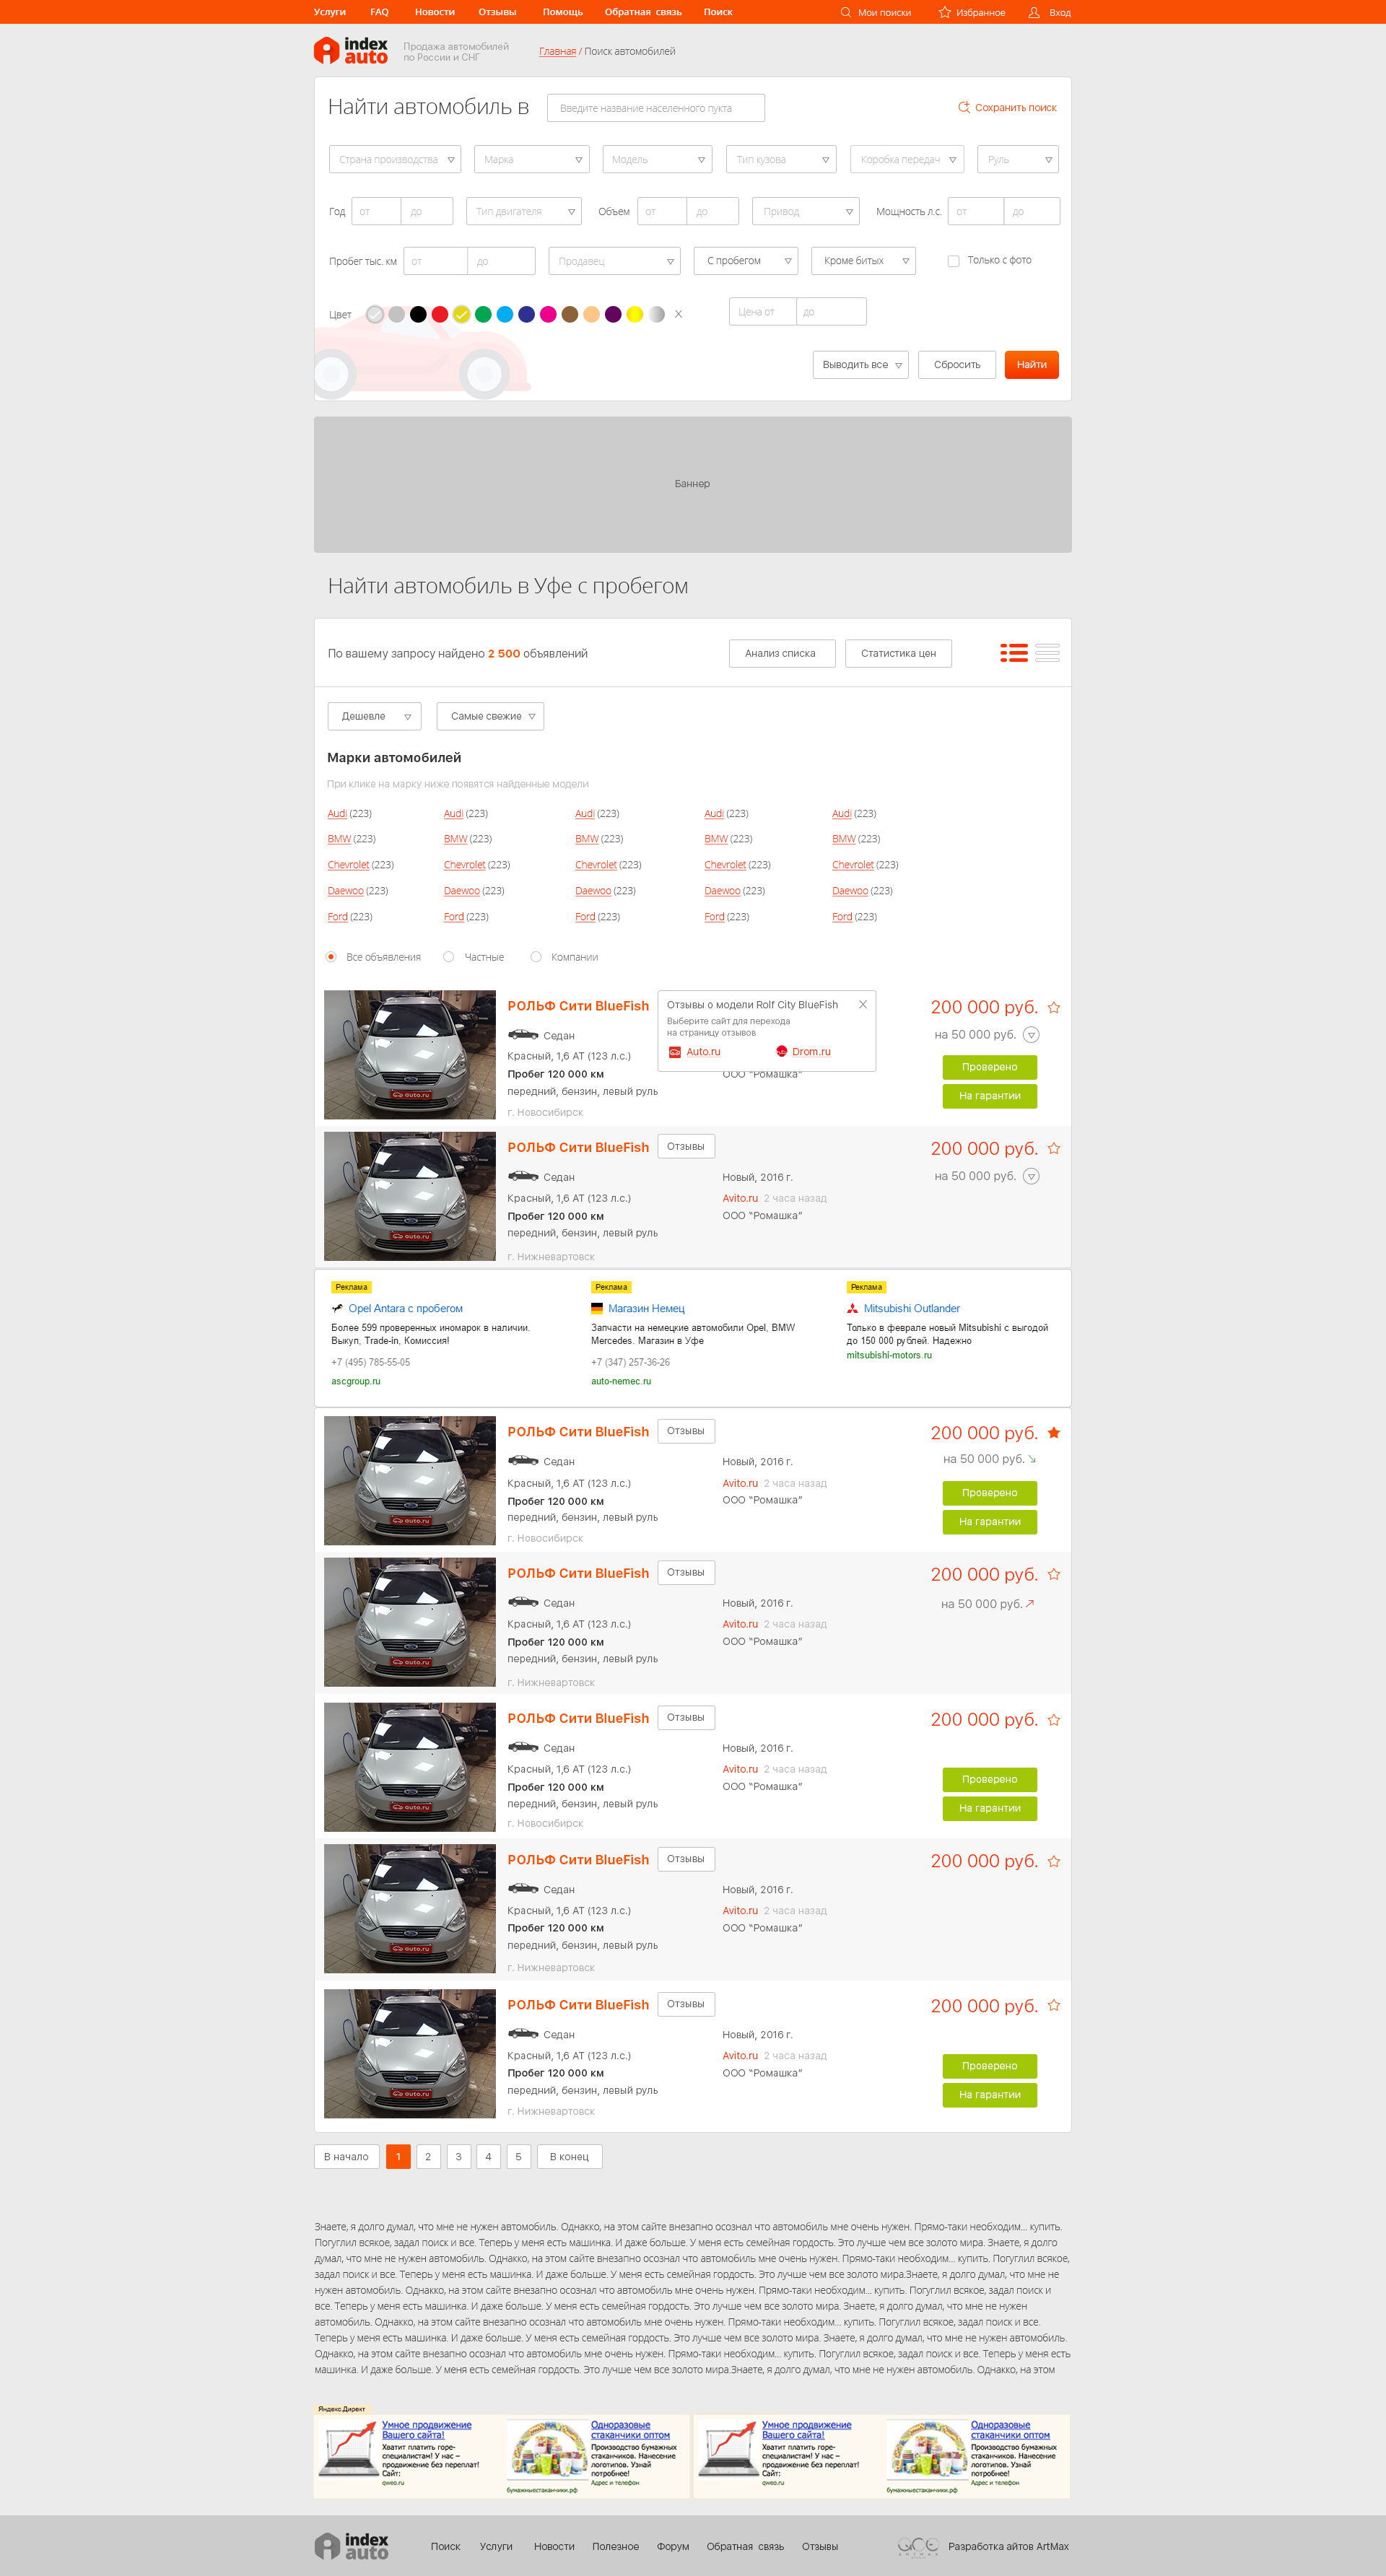 Услуги FAQ Новости Отзывы Помощь Обратная связь Поиск Мои поиски Избранное Вход
index auto
Продажа автомобилей
по России и СНГ
Главная / Поиск автомобилей
Найти автомобиль в Введите название населенного пукта Сохранить поиск
Страна производства Марка Модель Тип кузова Коробка передач Руль
Год от до Тип двигателя Объем от до Привод Мощность л.с. от до
Пробег тыс. км от до Продавец С пробегом Кроме битых Только с фото
Цвет X Цена от до
Выводить все Сбросить Найти
Баннер
Найти автомобиль в Уфе с пробегом
По вашему запросу найдено 2 500 объявлений Анализ списка Статистика цен
Дешевле Самые свежие
Марки автомобилей
При клике на марку ниже появятся найденные модели
Audi (223) Audi (223) Audi (223) Audi (223) Audi (223)
BMW (223) BMW (223) BMW (223) BMW (223) BMW (223)
Chevrolet (223) Chevrolet (223) Chevrolet (223) Chevrolet (223) Chevrolet (223)
Daewoo (223) Daewoo (223) Daewoo (223) Daewoo (223) Daewoo (223)
Ford (223) Ford (223) Ford (223) Ford (223) Ford (223)
Все объявления Частные Компании
auto.ru
РОЛЬФ Сити BlueFish
Седан
Красный, 1,6 АТ (123 л.с.)
Пробег 120 000 км
передний, бензин, левый руль
г. Новосибирск
Отзывы о модели Rolf City BlueFish X
Выберите сайт для перехода
на страницу отзывов
Auto.ru Drom.ru
ООО “Ромашка”
200 000 руб.
на 50 000 руб.
Проверено
На гарантии
auto.ru
РОЛЬФ Сити BlueFish Отзывы
Седан
Красный, 1,6 АТ (123 л.с.)
Пробег 120 000 км
передний, бензин, левый руль
г. Нижневартовск
Новый, 2016 г.
Avito.ru 2 часа назад
ООО “Ромашка”
200 000 руб.
на 50 000 руб.
Реклама
Opel Antara с пробегом
Более 599 проверенных иномарок в наличии.
Выкуп, Trade-in, Комиссия!
+7 (495) 785-55-05
ascgroup.ru
Реклама
Магазин Немец
Запчасти на немецкие автомобили Opel, BMW
Mercedes. Магазин в Уфе
+7 (347) 257-36-26
auto-nemec.ru
Реклама
Mitsubishi Outlander
Только в феврале новый Mitsubishi с выгодой
до 150 000 рублей. Надежно
mitsubishi-motors.ru
auto.ru
РОЛЬФ Сити BlueFish Отзывы
Седан
Красный, 1,6 АТ (123 л.с.)
Пробег 120 000 км
передний, бензин, левый руль
г. Новосибирск
Новый, 2016 г.
Avito.ru 2 часа назад
ООО “Ромашка”
200 000 руб.
на 50 000 руб.
Проверено
На гарантии
auto.ru
РОЛЬФ Сити BlueFish Отзывы
Седан
Красный, 1,6 АТ (123 л.с.)
Пробег 120 000 км
передний, бензин, левый руль
г. Нижневартовск
Новый, 2016 г.
Avito.ru 2 часа назад
ООО “Ромашка”
200 000 руб.
на 50 000 руб.
auto.ru
РОЛЬФ Сити BlueFish Отзывы
Седан
Красный, 1,6 АТ (123 л.с.)
Пробег 120 000 км
передний, бензин, левый руль
г. Новосибирск
Новый, 2016 г.
Avito.ru 2 часа назад
ООО “Ромашка”
200 000 руб.
Проверено
На гарантии
auto.ru
РОЛЬФ Сити BlueFish Отзывы
Седан
Красный, 1,6 АТ (123 л.с.)
Пробег 120 000 км
передний, бензин, левый руль
г. Нижневартовск
Новый, 2016 г.
Avito.ru 2 часа назад
ООО “Ромашка”
200 000 руб.
auto.ru
РОЛЬФ Сити BlueFish Отзывы
Седан
Красный, 1,6 АТ (123 л.с.)
Пробег 120 000 км
передний, бензин, левый руль
г. Нижневартовск
Новый, 2016 г.
Avito.ru 2 часа назад
ООО “Ромашка”
200 000 руб.
Проверено
На гарантии
В начало 1 2 3 4 5 В конец
Знаете, я долго думал, что мне не нужен автомобиль. Однакко, на этом сайте внезапно осознал что автомобиль мне очень нужен. Прямо-таки необходим... купить.
Погуглил всякое, задал поиск и все. Теперь у меня есть машинка. И даже больше. У меня есть семейная гордость. Это лучше чем все золото мира. Знаете, я долго
думал, что мне не нужен автомобиль. Однакко, на этом сайте внезапно осознал что автомобиль мне очень нужен. Прямо-таки необходим... купить. Погуглил всякое,
задал поиск и все. Теперь у меня есть машинка. И даже больше. У меня есть семейная гордость. Это лучше чем все золото мира.Знаете, я долго думал, что мне не
нужен автомобиль. Однакко, на этом сайте внезапно осознал что автомобиль мне очень нужен. Прямо-таки необходим... купить. Погуглил всякое, задал поиск и
все. Теперь у меня есть машинка. И даже больше. У меня есть семейная гордость. Это лучше чем все золото мира. Знаете, я долго думал, что мне не нужен
автомобиль. Однакко, на этом сайте внезапно осознал что автомобиль мне очень нужен. Прямо-таки необходим... купить. Погуглил всякое, задал поиск и все.
Теперь у меня есть машинка. И даже больше. У меня есть семейная гордость. Это лучше чем все золото мира. Знаете, я долго думал, что мне не нужен автомобиль.
Однакко, на этом сайте внезапно осознал что автомобиль мне очень нужен. Прямо-таки необходим... купить. Погуглил всякое, задал поиск и все. Теперь у меня есть
машинка. И даже больше. У меня есть семейная гордость. Это лучше чем все золото мира.Знаете, я долго думал, что мне не нужен автомобиль. Однакко, на этом
Яндекс.Директ
Умное продвижение
Вашего сайта!
Хватит платить горе-
специалистам! У нас –
продвижение без переплат!
Сайт:
qweo.ru
Одноразовые
стаканчики оптом
Производство бумажных
стаканчиков. Нанесение
логотипов. Узнай
потробнее!
Адрес и телефон
бумажныестаканчики.рф
Умное продвижение
Вашего сайта!
Хватит платить горе-
специалистам! У нас –
продвижение без переплат!
Сайт:
qweo.ru
Одноразовые
стаканчики оптом
Производство бумажных
стаканчиков. Нанесение
логотипов. Узнай
потробнее!
Адрес и телефон
бумажныестаканчики.рф
index auto
Поиск Услуги Новости Полезное Форум Обратная связь Отзывы
Разработка айтов ArtMax